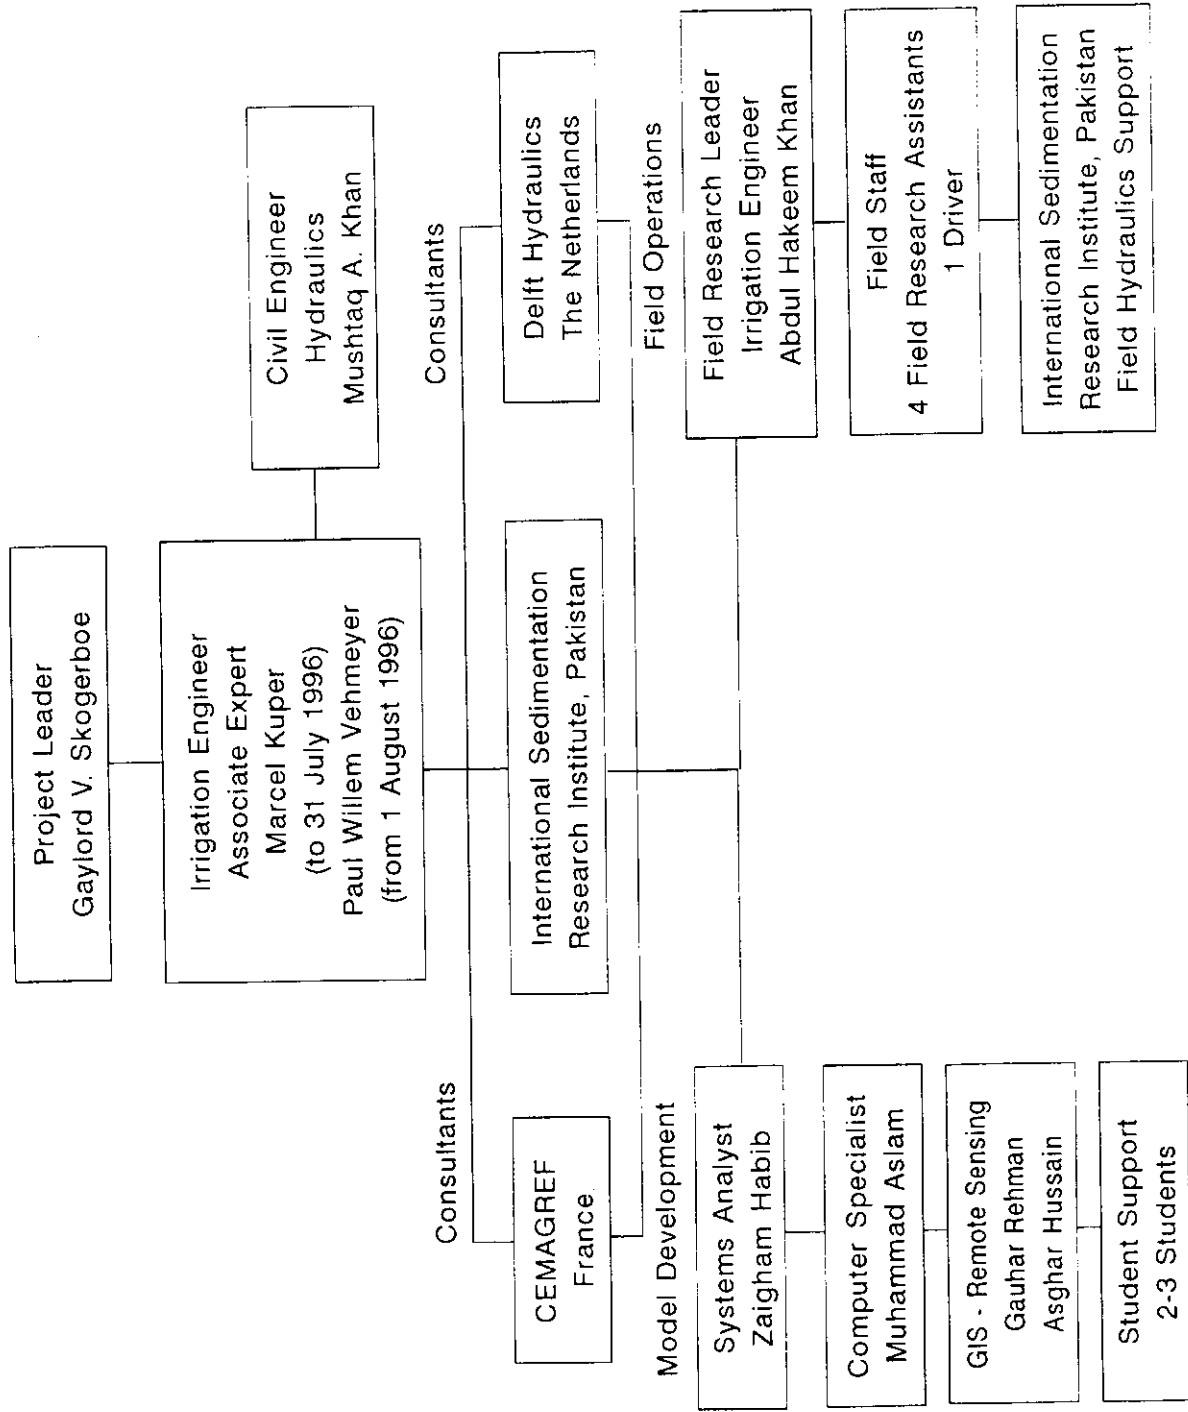 Project Leader
Gaylord V. Skogerboe
Irrigation Engineer
Associate Expert
Marcel Kuper
(to 31 July 1996)
Paul Willem Vehmeyer
(from 1 August 1996)
Civil Engineer
Hydraulics
Mushtaq A. Khan
Consultants
Consultants
CEMAGREF
France
International Sedimentation
Research Institute, Pakistan
Delft Hydraulics
The Netherlands
Model Development
Systems Analyst
Zaigham Habib
Computer Specialist
Muhammad Aslam
GIS - Remote Sensing
Gauhar Rehman
Asghar Hussain
Student Support
2-3 Students
Field Operations
Field Research Leader
Irrigation Engineer
Abdul Hakeem Khan
Field Staff
4 Field Research Assistants
1 Driver
International Sedimentation
Research Institute, Pakistan
Field Hydraulics Support